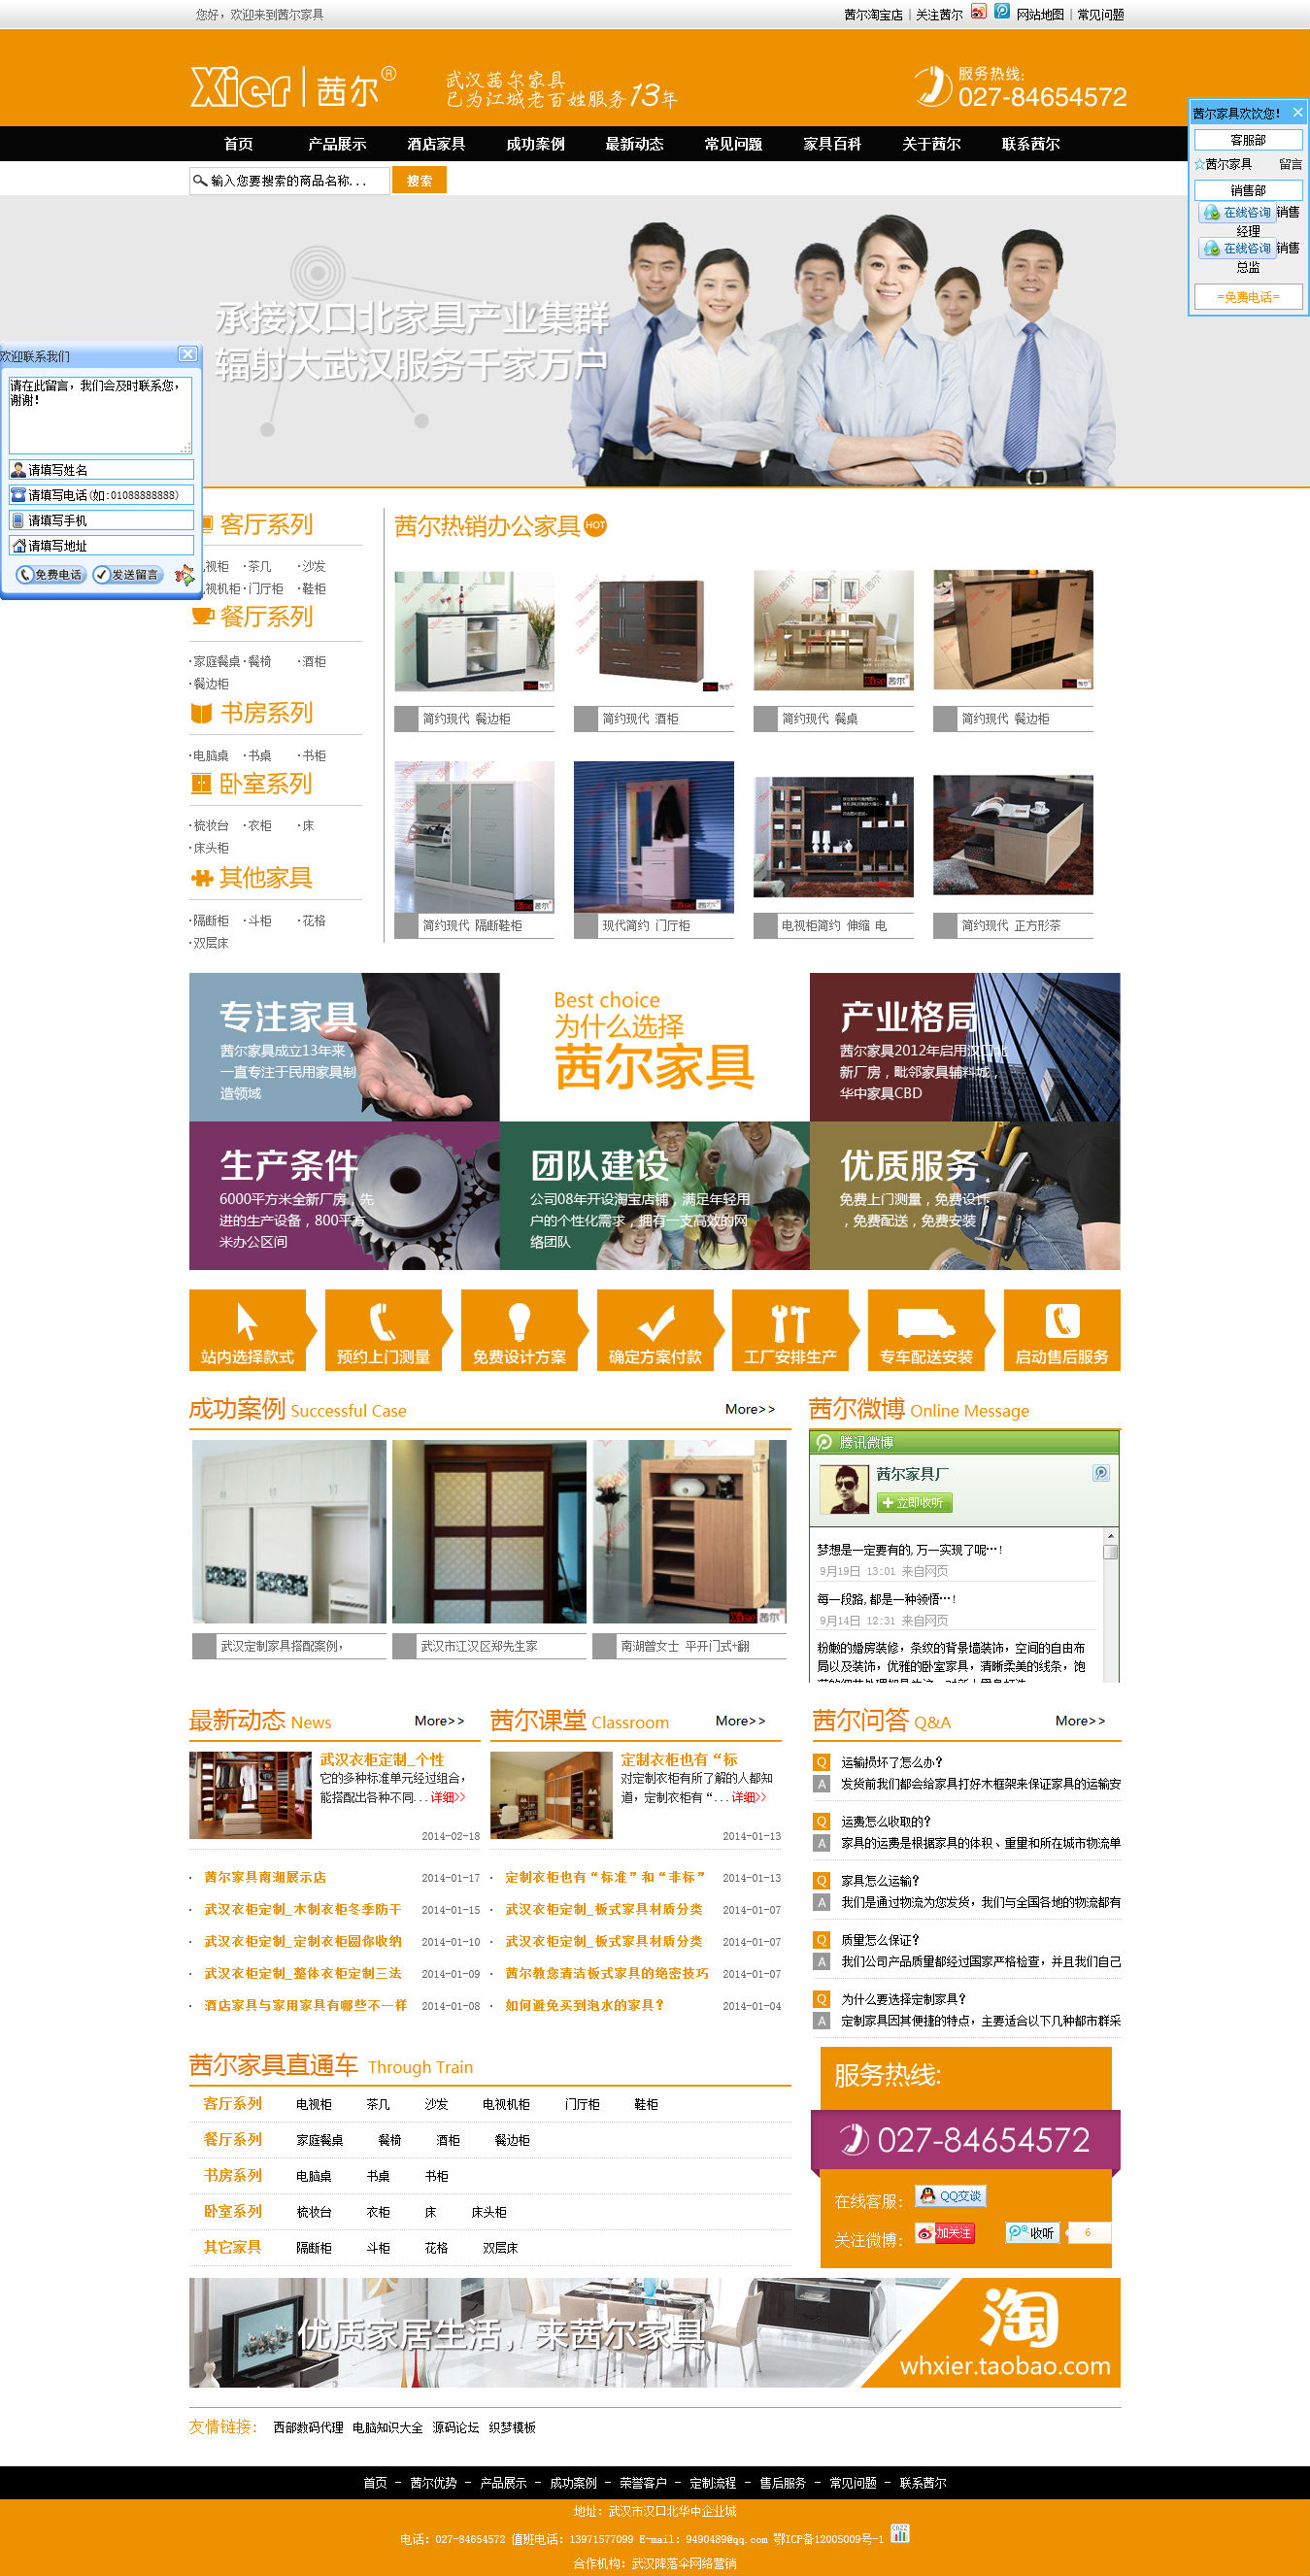 您好，欢迎来到茜尔家具
茜尔淘宝店 | 关注茜尔 网站地图 | 常见问题
Xier 茜尔®
武汉茜尔家具
已为江城老百姓服务13年
服务热线:
027-84654572
首页 产品展示 酒店家具 成功案例 最新动态 常见问题 家具百科 关于茜尔 联系茜尔
输入您要搜索的商品名称... 搜索
茜尔家具欢饮您!
客服部
☆茜尔家具 留言
销售部
在线咨询 销售
经理
在线咨询 销售
总监
=免费电话=
承接汉口北家具产业集群
辐射大武汉服务千家万户
欢迎联系我们
请在此留言，我们会及时联系您，
谢谢!
请填写姓名
请填写电话(如:01088888888)
请填写手机
请填写地址
免费电话 发送留言
客厅系列
视柜 ·茶几 ·沙发
视机柜 ·门厅柜 ·鞋柜
餐厅系列
·家庭餐桌 ·餐椅 ·酒柜
·餐边柜
书房系列
·电脑桌 ·书桌 ·书柜
卧室系列
·梳妆台 ·衣柜 ·床
·床头柜
其他家具
·隔断柜 ·斗柜 ·花格
·双层床
茜尔热销办公家具 HOT
简约现代 餐边柜
简约现代 酒柜
简约现代 餐桌
简约现代 餐边柜
简约现代 隔断鞋柜
现代简约 门厅柜
电视柜简约 伸缩 电
简约现代 正方形茶
专注家具
茜尔家具成立13年来，
一直专注于民用家具制
造领域
Best choice
为什么选择
茜尔家具
产业格局
茜尔家具2012年启用汉口北
新厂房，毗邻家具辅料城，
华中家具CBD
生产条件
6000平方米全新厂房，先
进的生产设备，800平方
米办公区间
团队建设
公司08年开设淘宝店铺，满足年轻用
户的个性化需求，拥有一支高效的网
络团队
优质服务
免费上门测量，免费设计
，免费配送，免费安装！
站内选择款式
预约上门测量
免费设计方案
确定方案付款
工厂安排生产
专车配送安装
启动售后服务
成功案例 Successful Case More>>
武汉定制家具搭配案例，
武汉市江汉区郑先生家
南湖曾女士 平开门式+翻
茜尔微博 Online Message
腾讯微博
茜尔家具厂
立即收听
梦想是一定要有的,万一实现了呢…!
9月19日 13:01 来自网页
每一段路,都是一种领悟…!
9月14日 12:31 来自网页
粉嫩的婚房装修，条纹的背景墙装饰，空间的自由布
局以及装饰，优雅的卧室家具，清晰柔美的线条，饱
最新动态 News More>>
武汉衣柜定制_个性
它的多种标准单元经过组合，
能搭配出各种不同...详细>>
2014-02-18
· 茜尔家具南湖展示店 2014-01-17
· 武汉衣柜定制_木制衣柜冬季防干 2014-01-15
· 武汉衣柜定制_定制衣柜圆你收纳 2014-01-10
· 武汉衣柜定制_整体衣柜定制三法 2014-01-09
· 酒店家具与家用家具有哪些不一样 2014-01-08
茜尔课堂 Classroom More>>
定制衣柜也有“标
对定制衣柜有所了解的人都知
道，定制衣柜有“...详细>>
2014-01-13
· 定制衣柜也有“标准”和“非标” 2014-01-13
· 武汉衣柜定制_板式家具材质分类 2014-01-07
· 武汉衣柜定制_板式家具材质分类 2014-01-07
· 茜尔教您清洁板式家具的绝密技巧 2014-01-07
· 如何避免买到泡水的家具? 2014-01-04
茜尔问答 Q&A More>>
Q 运输损坏了怎么办?
A 发货前我们都会给家具打好木框架来保证家具的运输安
Q 运费怎么收取的?
A 家具的运费是根据家具的体积、重量和所在城市物流单
Q 家具怎么运输?
A 我们是通过物流为您发货，我们与全国各地的物流都有
Q 质量怎么保证?
A 我们公司产品质量都经过国家严格检查，并且我们自己
Q 为什么要选择定制家具?
A 定制家具因其便捷的特点，主要适合以下几种都市群采
茜尔家具直通车 Through Train
客厅系列 电视柜 茶几 沙发 电视机柜 门厅柜 鞋柜
餐厅系列 家庭餐桌 餐椅 酒柜 餐边柜
书房系列 电脑桌 书桌 书柜
卧室系列 梳妆台 衣柜 床 床头柜
其它家具 隔断柜 斗柜 花格 双层床
服务热线:
027-84654572
在线客服: QQ交谈
关注微博: 加关注 收听 6
优质家居生活，来茜尔家具
淘
whxier.taobao.com
友情链接: 西部数码代理 电脑知识大全 源码论坛 织梦模板
首页 - 茜尔优势 - 产品展示 - 成功案例 - 荣誉客户 - 定制流程 - 售后服务 - 常见问题 - 联系茜尔
地址: 武汉市汉口北华中企业城
电话: 027-84654572 值班电话: 13971577099 E-mail: 9490489@qq.com 鄂ICP备12005009号-1
合作机构: 武汉降落伞网络营销